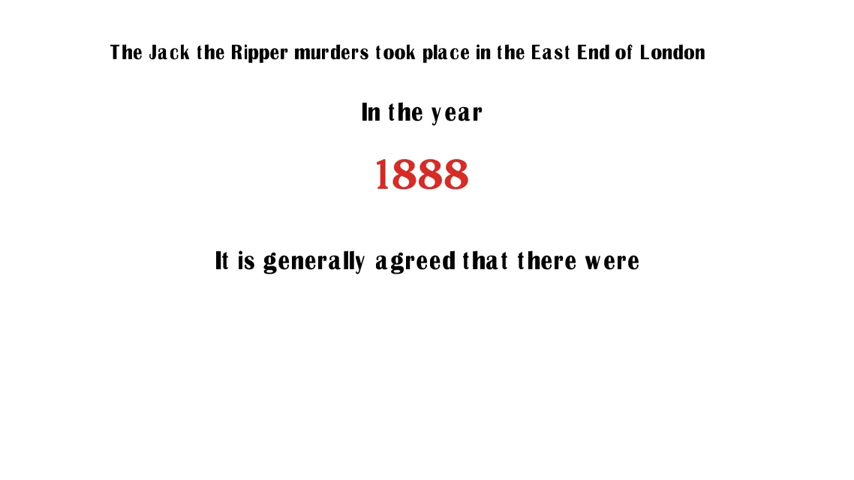 The Jack the Ripper murders took place in the East End of London
In the year
1888
It is generally agreed that there were